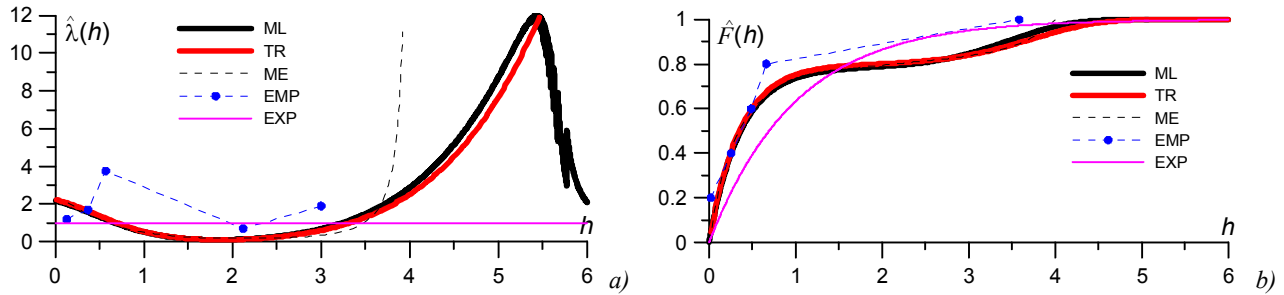 12 λ̂(h)
10
8
6
4
2
0
ML
TR
ME
EMP
EXP
h
0 1 2 3 4 5 6
a)
1 F̂(h)
0.8
0.6
0.4
0.2
0
ML
TR
ME
EMP
EXP
h
0 1 2 3 4 5 6
b)